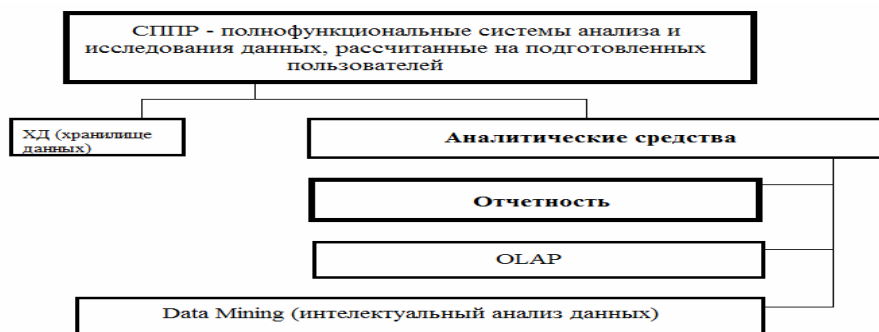 СППР - полнофункциональные системы анализа и
исследования данных, рассчитанные на подготовленных
пользователей
ХД (хранилище
данных)
Аналитические средства
Отчетность
OLAP
Data Mining (интелектуальный анализ данных)